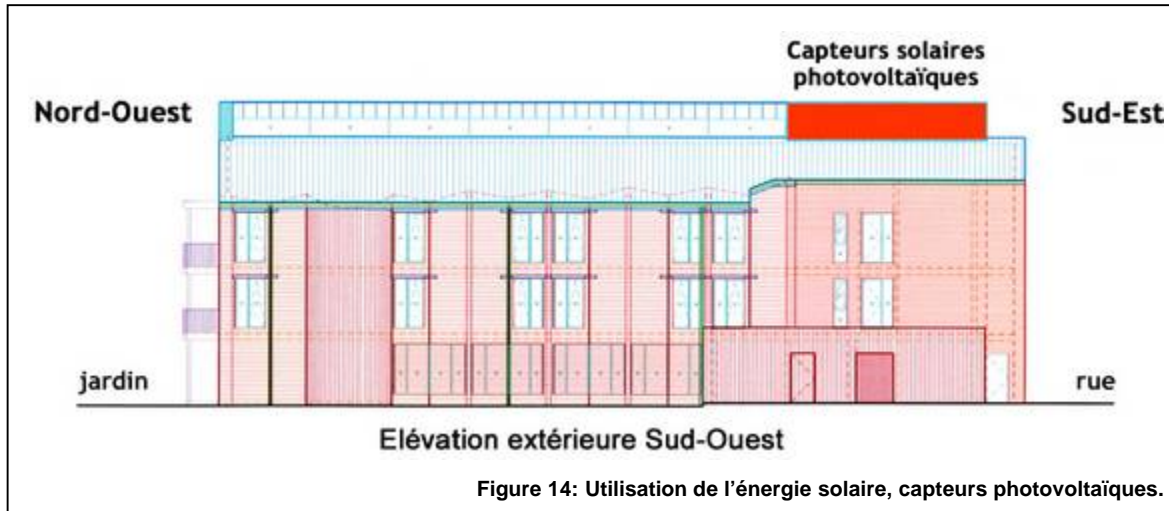 Capteurs solaires
photovoltaïques
Nord-Ouest
Sud-Est
jardin
rue
Elévation extérieure Sud-Ouest
Figure 14: Utilisation de l’énergie solaire, capteurs photovoltaïques.